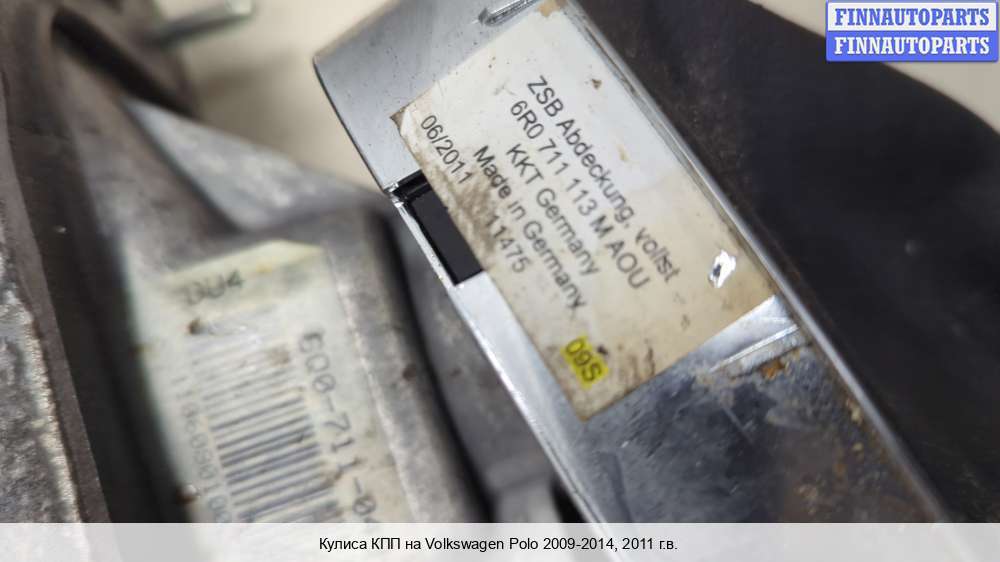 FINNAUTOPARTS
FINNAUTOPARTS
ZSB Abdeckung, vollst
6R0 711 113 M AOU
KKT Germany
Made in Germany
06/2011 11475
09S
6Q0-711-04
Кулиса КПП на Volkswagen Polo 2009-2014, 2011 г.в.